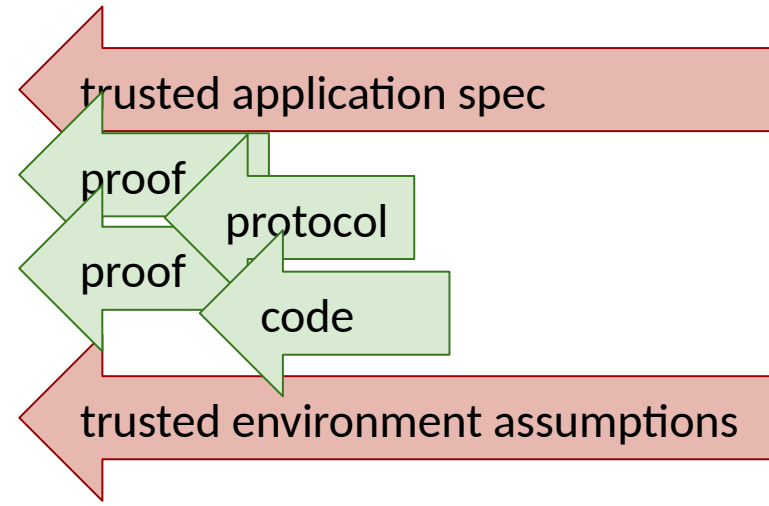 trusted application spec
proof
protocol
proof
code
trusted environment assumptions